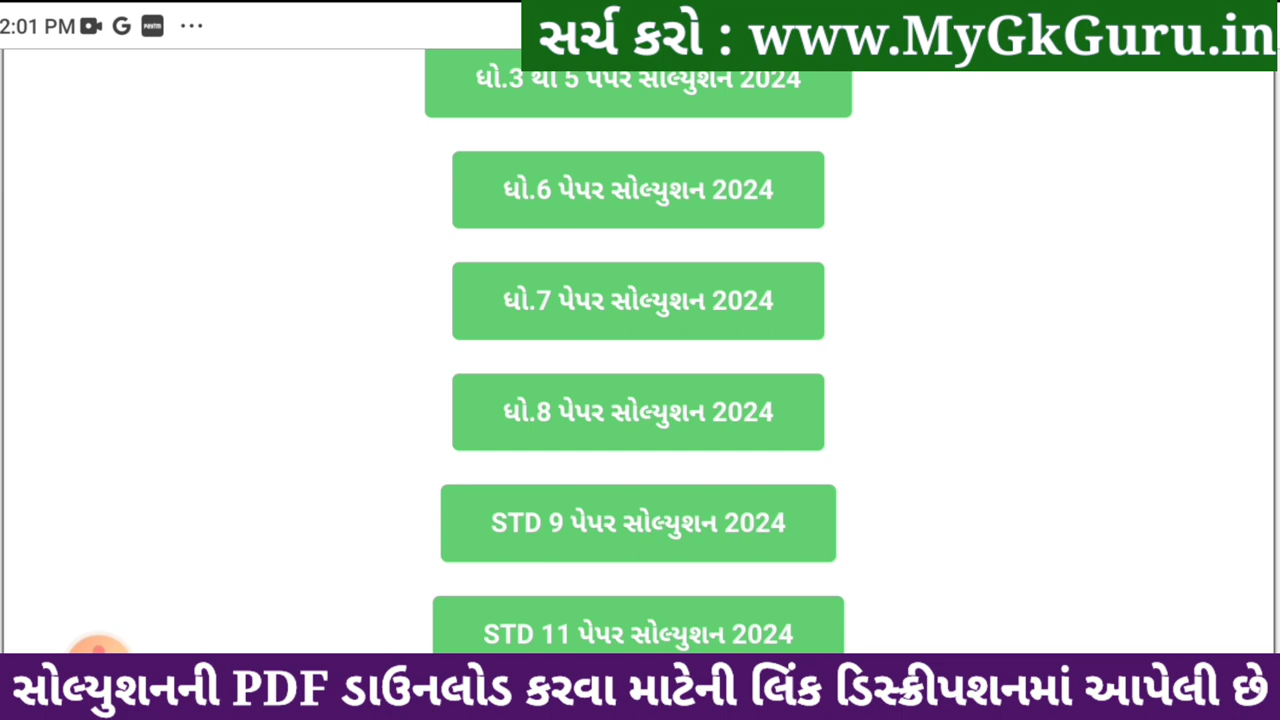 2:01 PM G Paytm ...
સર્ચ કરો : www.MyGkGuru.in
ધો.3 થી 5 પેપર સોલ્યુશન 2024
ધો.6 પેપર સોલ્યુશન 2024
ધો.7 પેપર સોલ્યુશન 2024
ધો.8 પેપર સોલ્યુશન 2024
STD 9 પેપર સોલ્યુશન 2024
STD 11 પેપર સોલ્યુશન 2024
સોલ્યુશનની PDF ડાઉનલોડ કરવા માટેની લિંક ડિસ્ક્રીપશનમાં આપેલી છે